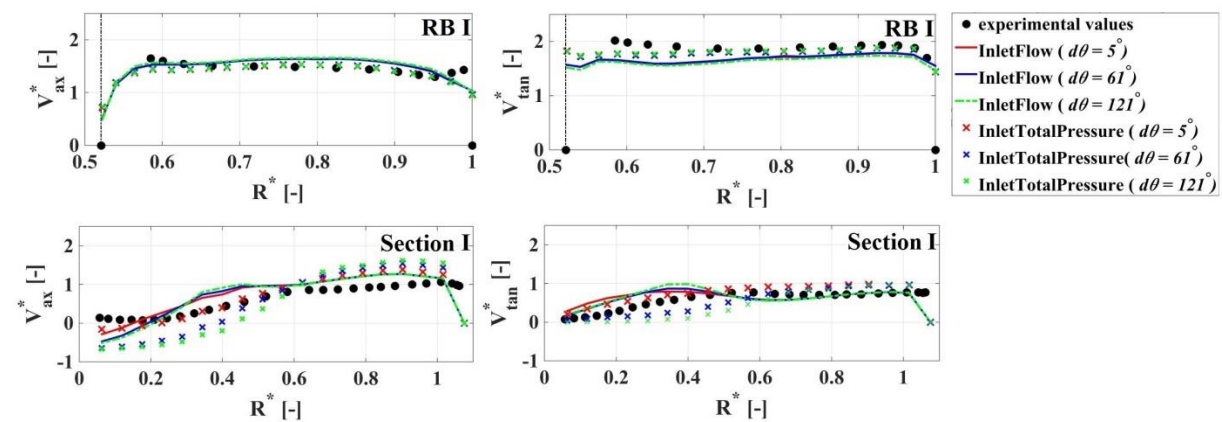 RB I
2
1
0
V*ax [-]
0.5 0.6 0.7 0.8 0.9 1
R* [-]
RB I
2
1
0
V*tan [-]
0.5 0.6 0.7 0.8 0.9 1
R* [-]
experimental values
InletFlow ( dθ = 5°)
InletFlow ( dθ = 61°)
InletFlow ( dθ = 121°)
InletTotalPressure ( dθ = 5°)
InletTotalPressure( dθ = 61°)
InletTotalPressure ( dθ = 121°)
Section I
2
1
0
-1
V*ax [-]
0 0.2 0.4 0.6 0.8 1
R* [-]
Section I
2
1
0
-1
V*tan [-]
0 0.2 0.4 0.6 0.8 1
R* [-]